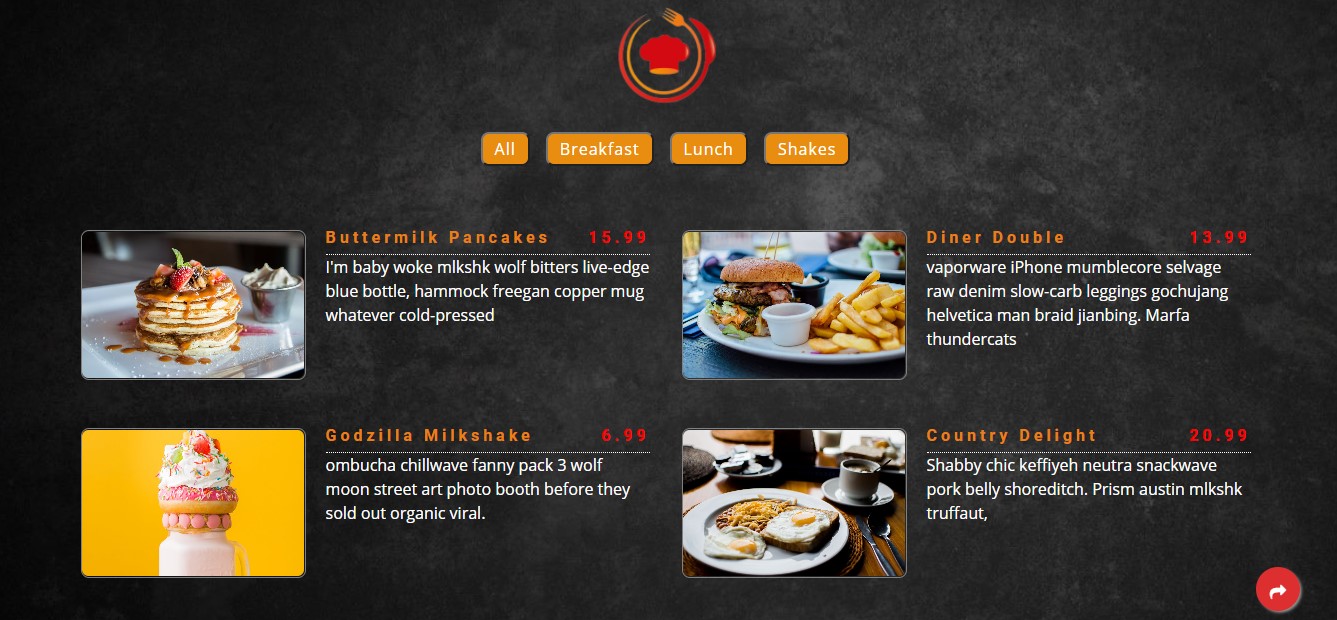 All Breakfast Lunch Shakes
Buttermilk Pancakes 15.99
I'm baby woke mlkshk wolf bitters live-edge
blue bottle, hammock freegan copper mug
whatever cold-pressed
Diner Double 13.99
vaporware iPhone mumblecore selvage
raw denim slow-carb leggings gochujang
helvetica man braid jianbing. Marfa
thundercats
Godzilla Milkshake 6.99
ombucha chillwave fanny pack 3 wolf
moon street art photo booth before they
sold out organic viral.
Country Delight 20.99
Shabby chic keffiyeh neutra snackwave
pork belly shoreditch. Prism austin mlkshk
truffaut,